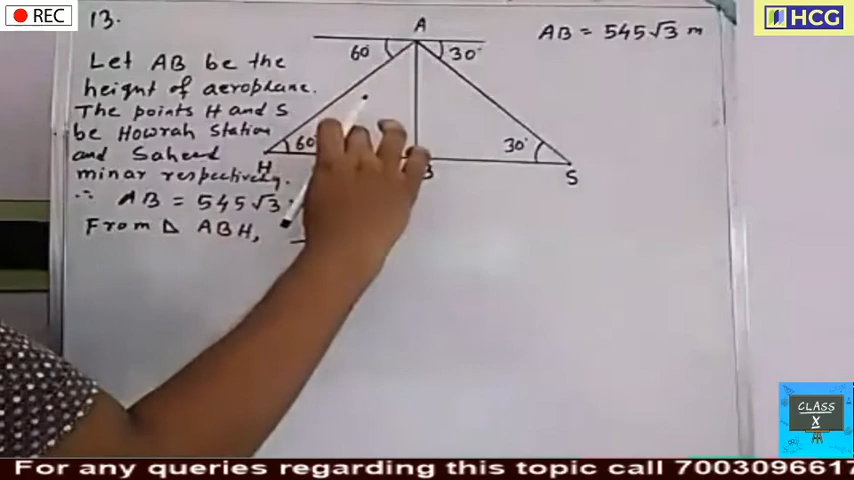 REC
HCG
13.
A
60°
30°
AB = 545√3 m
Let AB be the
height of aeroplane.
The points H and S
be Howrah Station
60°
30°
and Saheed
H
minar respectively.
S
∴ AB = 545√3
From Δ ABH,
CLASS
X
For any queries regarding this topic call 7003096617